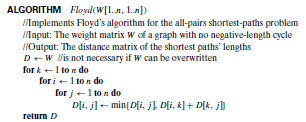 ALGORITHM Floyd(W[1..n, 1..n])
//Implements Floyd's algorithm for the all-pairs shortest-paths problem
//Input: The weight matrix W of a graph with no negative-length cycle
//Output: The distance matrix of the shortest paths' lengths
D ← W //is not necessary if W can be overwritten
for k ← 1 to n do
for i ← 1 to n do
for j ← 1 to n do
D[i, j] ← min{D[i, j], D[i, k] + D[k, j]}
return D